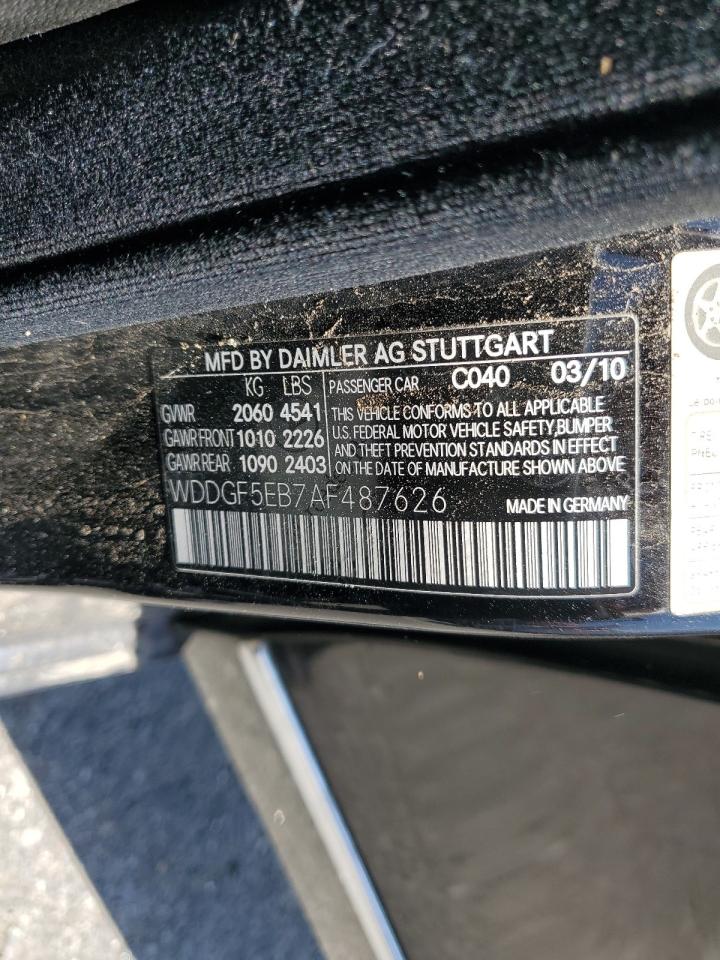 MFD BY DAIMLER AG STUTTGART
KG LBS PASSENGER CAR C040 03/10
GVWR 2060 4541 THIS VEHICLE CONFORMS TO ALL APPLICABLE
GAWR FRONT 1010 2226 U.S. FEDERAL MOTOR VEHICLE SAFETY, BUMPER
GAWR REAR 1090 2403 AND THEFT PREVENTION STANDARDS IN EFFECT
ON THE DATE OF MANUFACTURE SHOWN ABOVE
WDDGF5EB7AF487626 MADE IN GERMANY